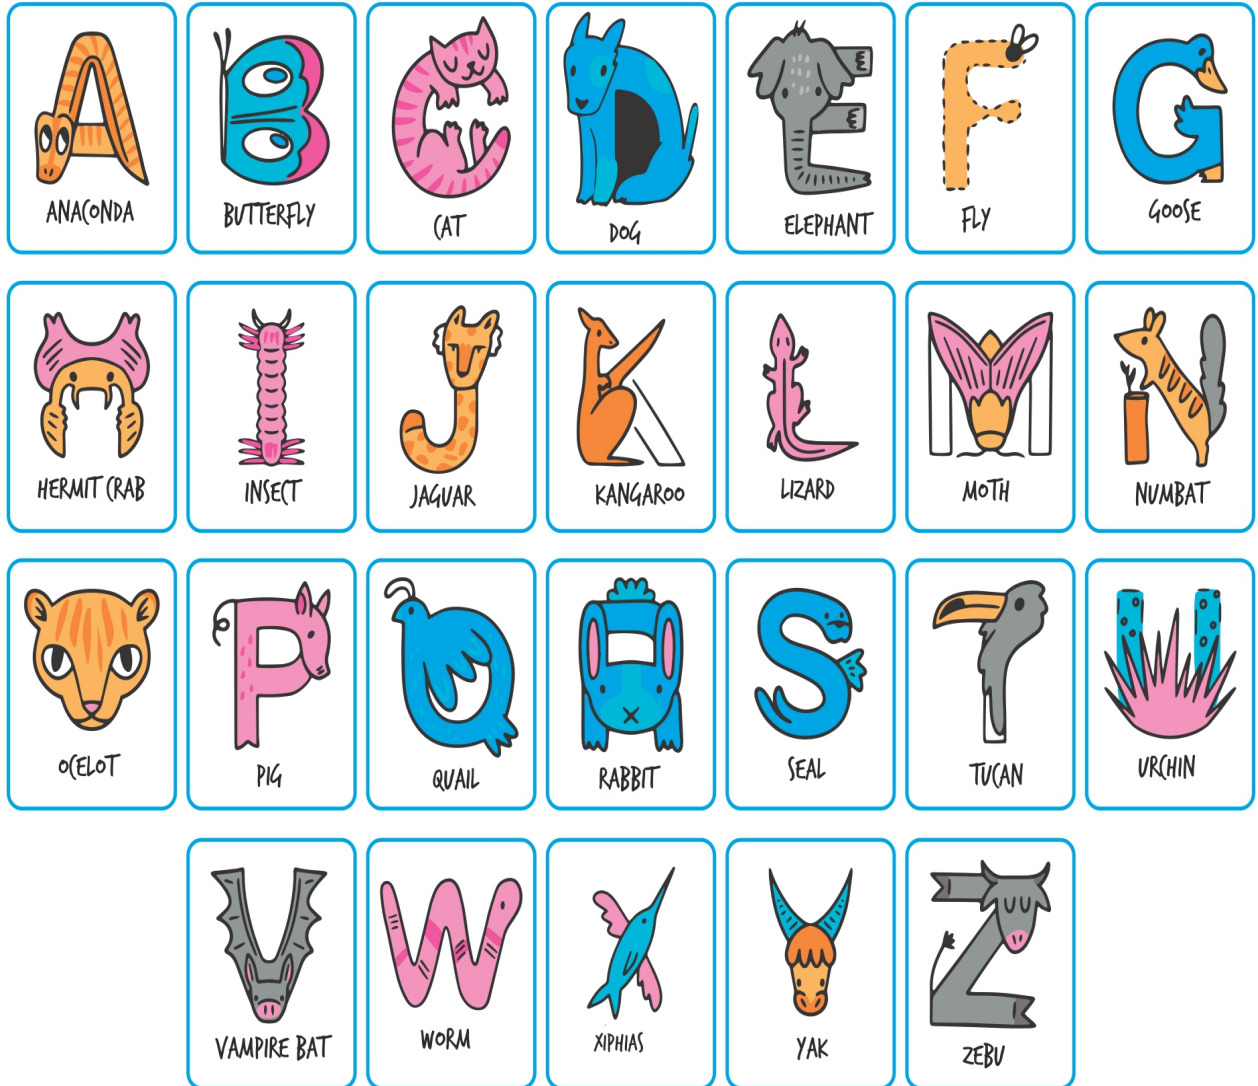 ANACONDA
BUTTERFLY
CAT
DOG
ELEPHANT
FLY
GOOSE
HERMIT CRAB
INSECT
JAGUAR
KANGAROO
LIZARD
MOTH
NUMBAT
OCELOT
PIG
QUAIL
RABBIT
SEAL
TUCAN
URCHIN
VAMPIRE BAT
WORM
XIPHIAS
YAK
ZEBU